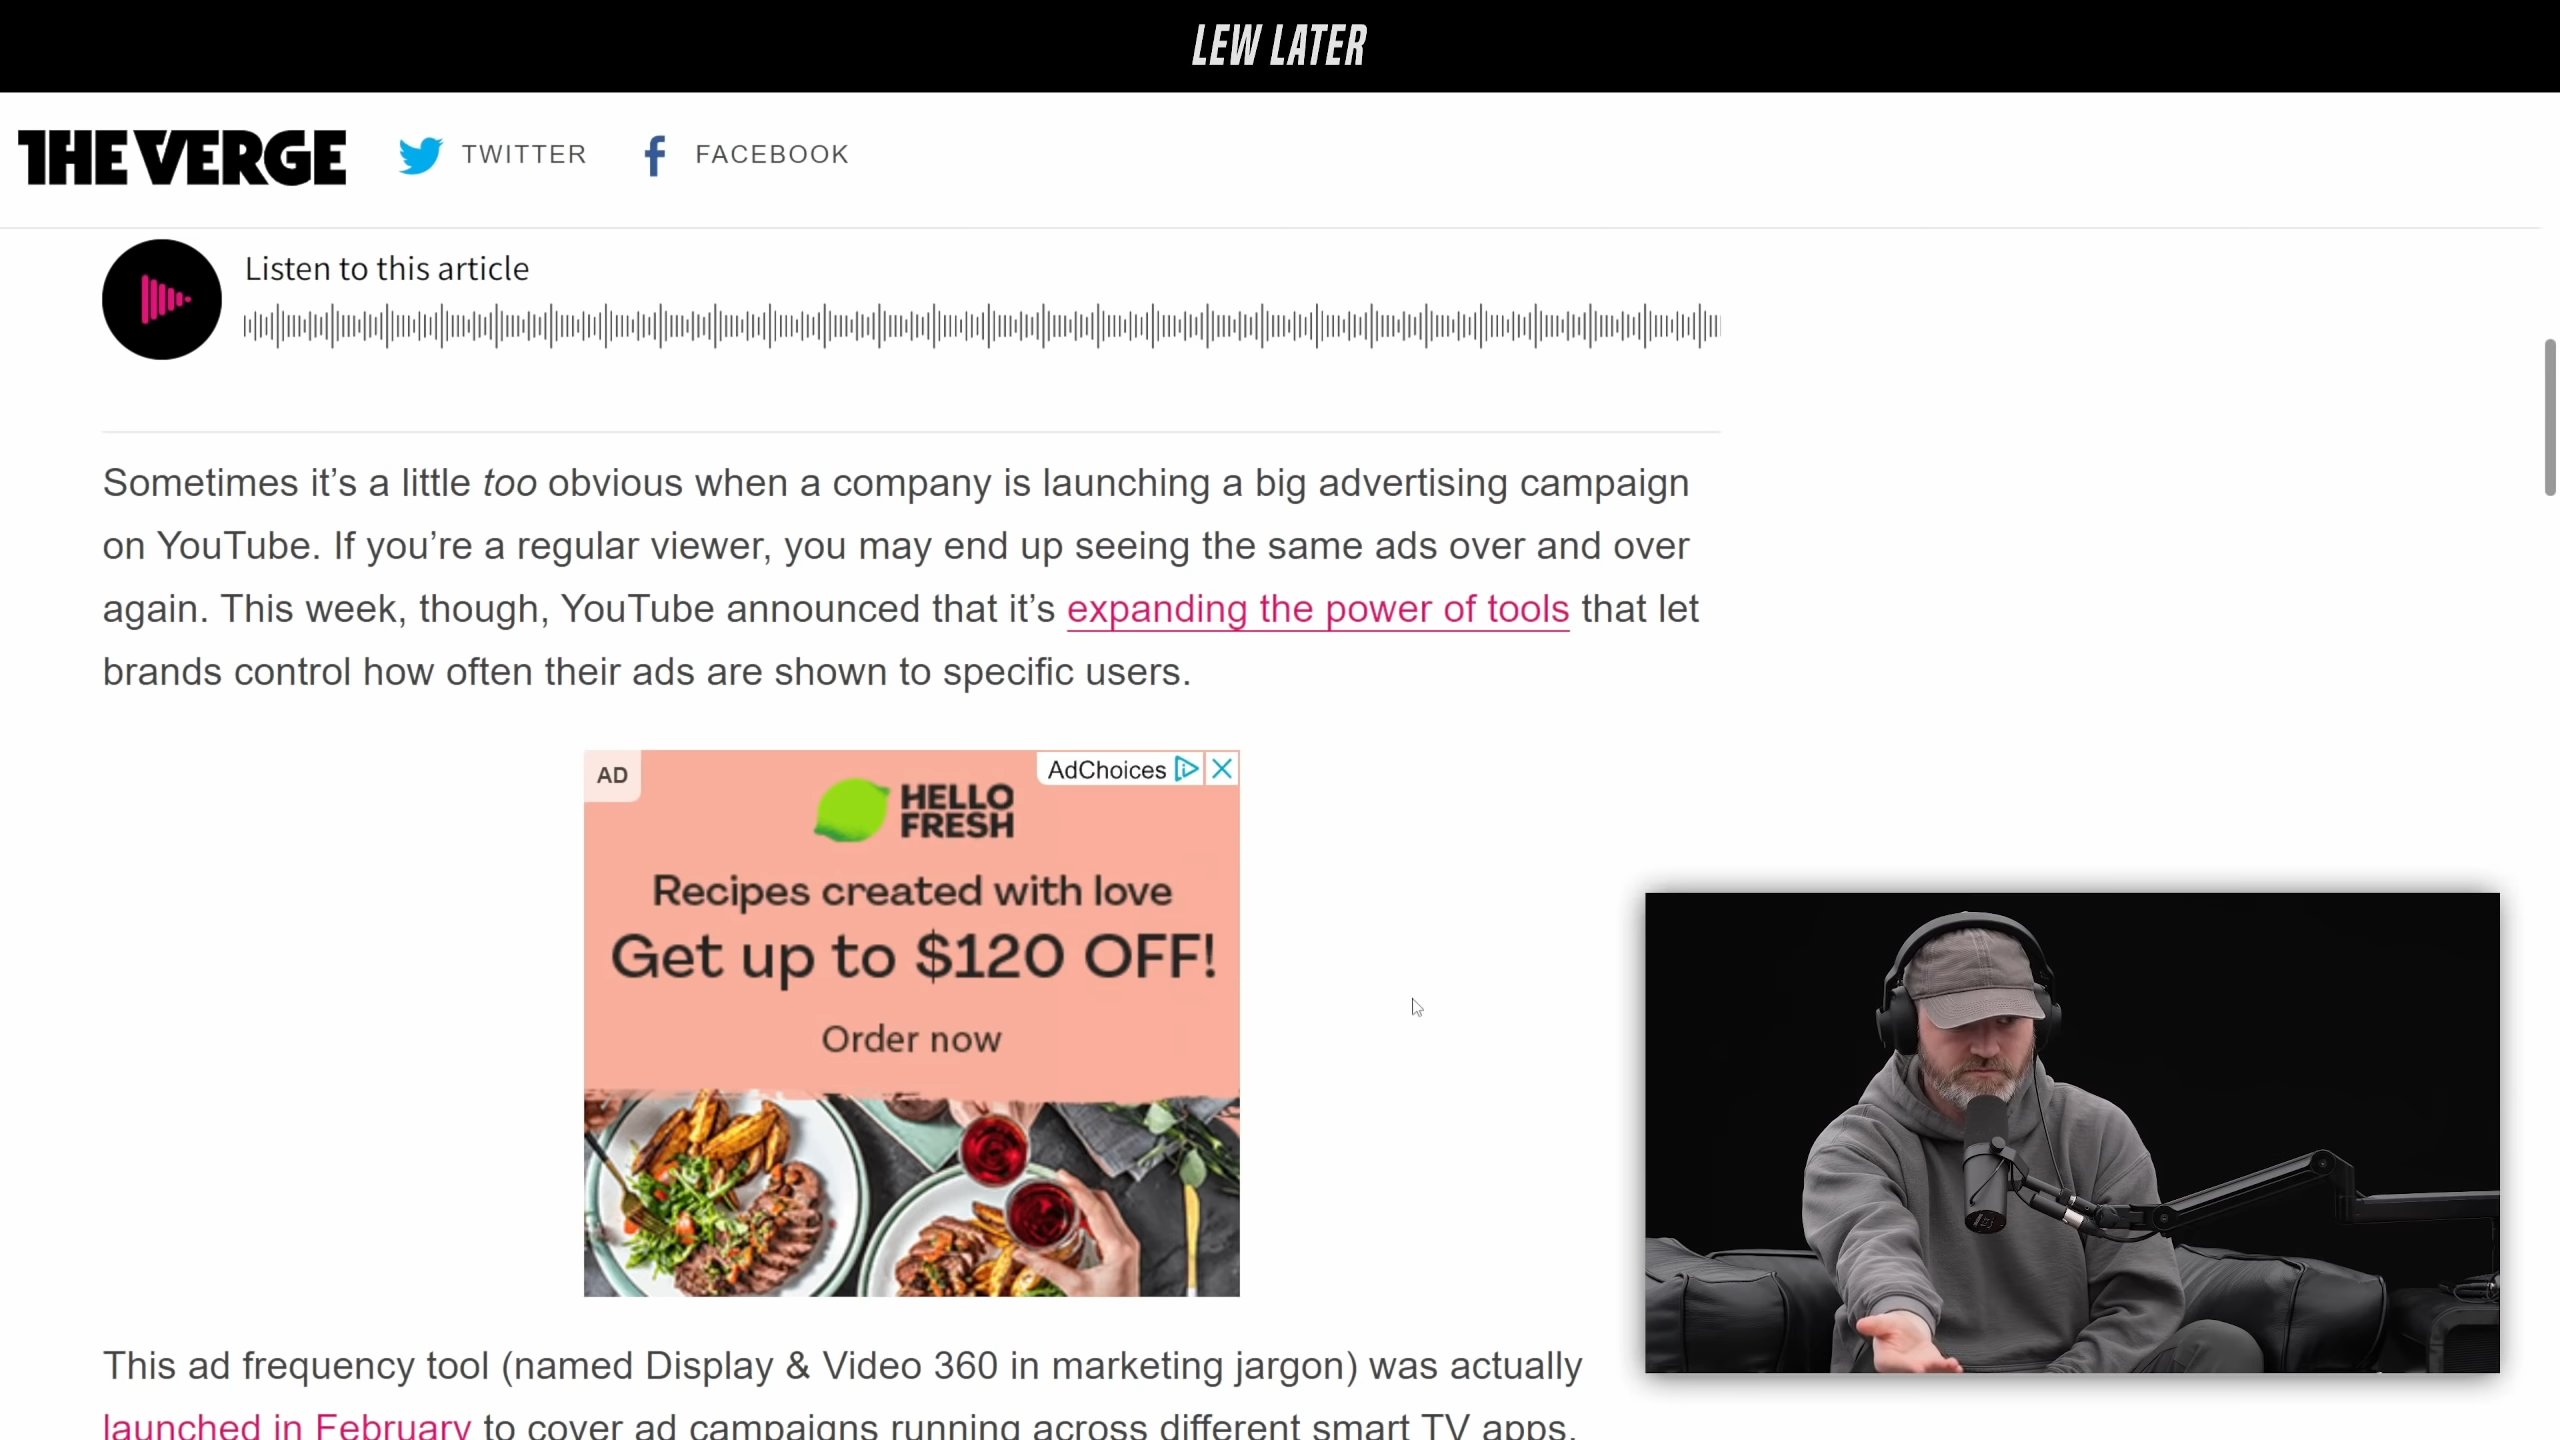 LEW LATER
THE VERGE
TWITTER
FACEBOOK
Listen to this article
Sometimes it’s a little too obvious when a company is launching a big advertising campaign
on YouTube. If you’re a regular viewer, you may end up seeing the same ads over and over
again. This week, though, YouTube announced that it’s expanding the power of tools that let
brands control how often their ads are shown to specific users.
AD
AdChoices
HELLO
FRESH
Recipes created with love
Get up to $120 OFF!
Order now
This ad frequency tool (named Display & Video 360 in marketing jargon) was actually
launched in February to cover ad campaigns running across different smart TV apps.